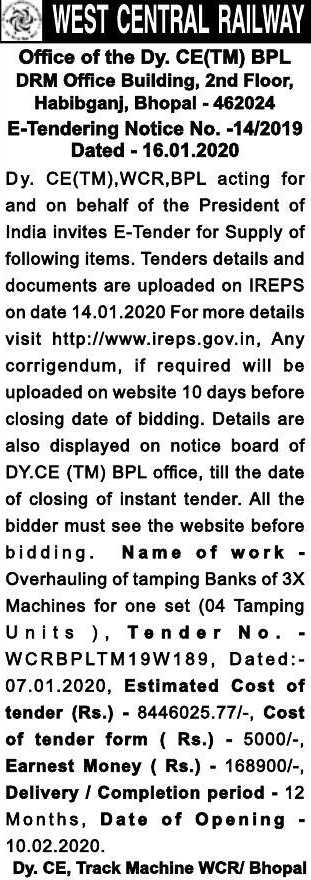 WEST CENTRAL RAILWAY
Office of the Dy. CE(TM) BPL
DRM Office Building, 2nd Floor,
Habibganj, Bhopal - 462024
E-Tendering Notice No. -14/2019
Dated - 16.01.2020
Dy. CE(TM),WCR,BPL acting for
and on behalf of the President of
India invites E-Tender for Supply of
following items. Tenders details and
documents are uploaded on IREPS
on date 14.01.2020 For more details
visit http://www.ireps.gov.in, Any
corrigendum, if required will be
uploaded on website 10 days before
closing date of bidding. Details are
also displayed on notice board of
DY.CE (TM) BPL office, till the date
of closing of instant tender. All the
bidder must see the website before
bidding. Name of work -
Overhauling of tamping Banks of 3X
Machines for one set (04 Tamping
Units ), Tender No. -
WCRBPLTM19W189, Dated:-
07.01.2020, Estimated Cost of
tender (Rs.) - 8446025.77/-, Cost
of tender form ( Rs.) - 5000/-,
Earnest Money ( Rs.) - 168900/-,
Delivery / Completion period - 12
Months, Date of Opening -
10.02.2020.
Dy. CE, Track Machine WCR/ Bhopal